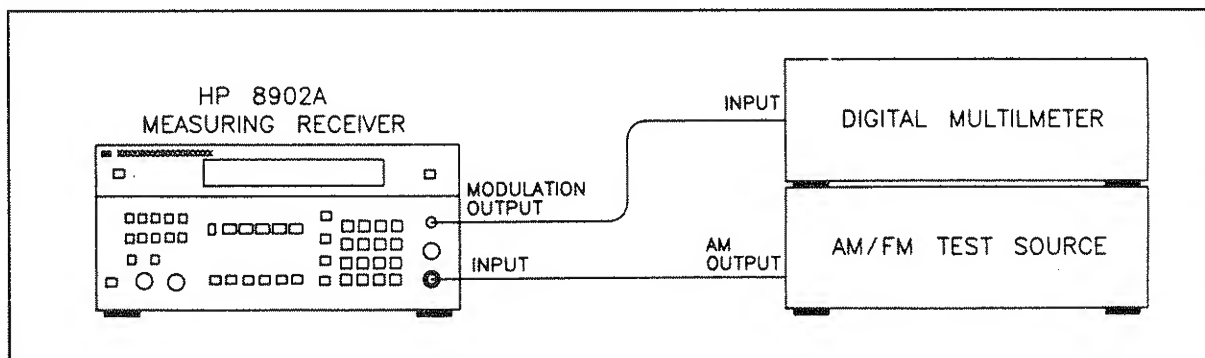 HP 8902A
MEASURING RECEIVER
MODULATION
OUTPUT
INPUT
INPUT
DIGITAL MULTILMETER
AM
OUTPUT
AM/FM TEST SOURCE